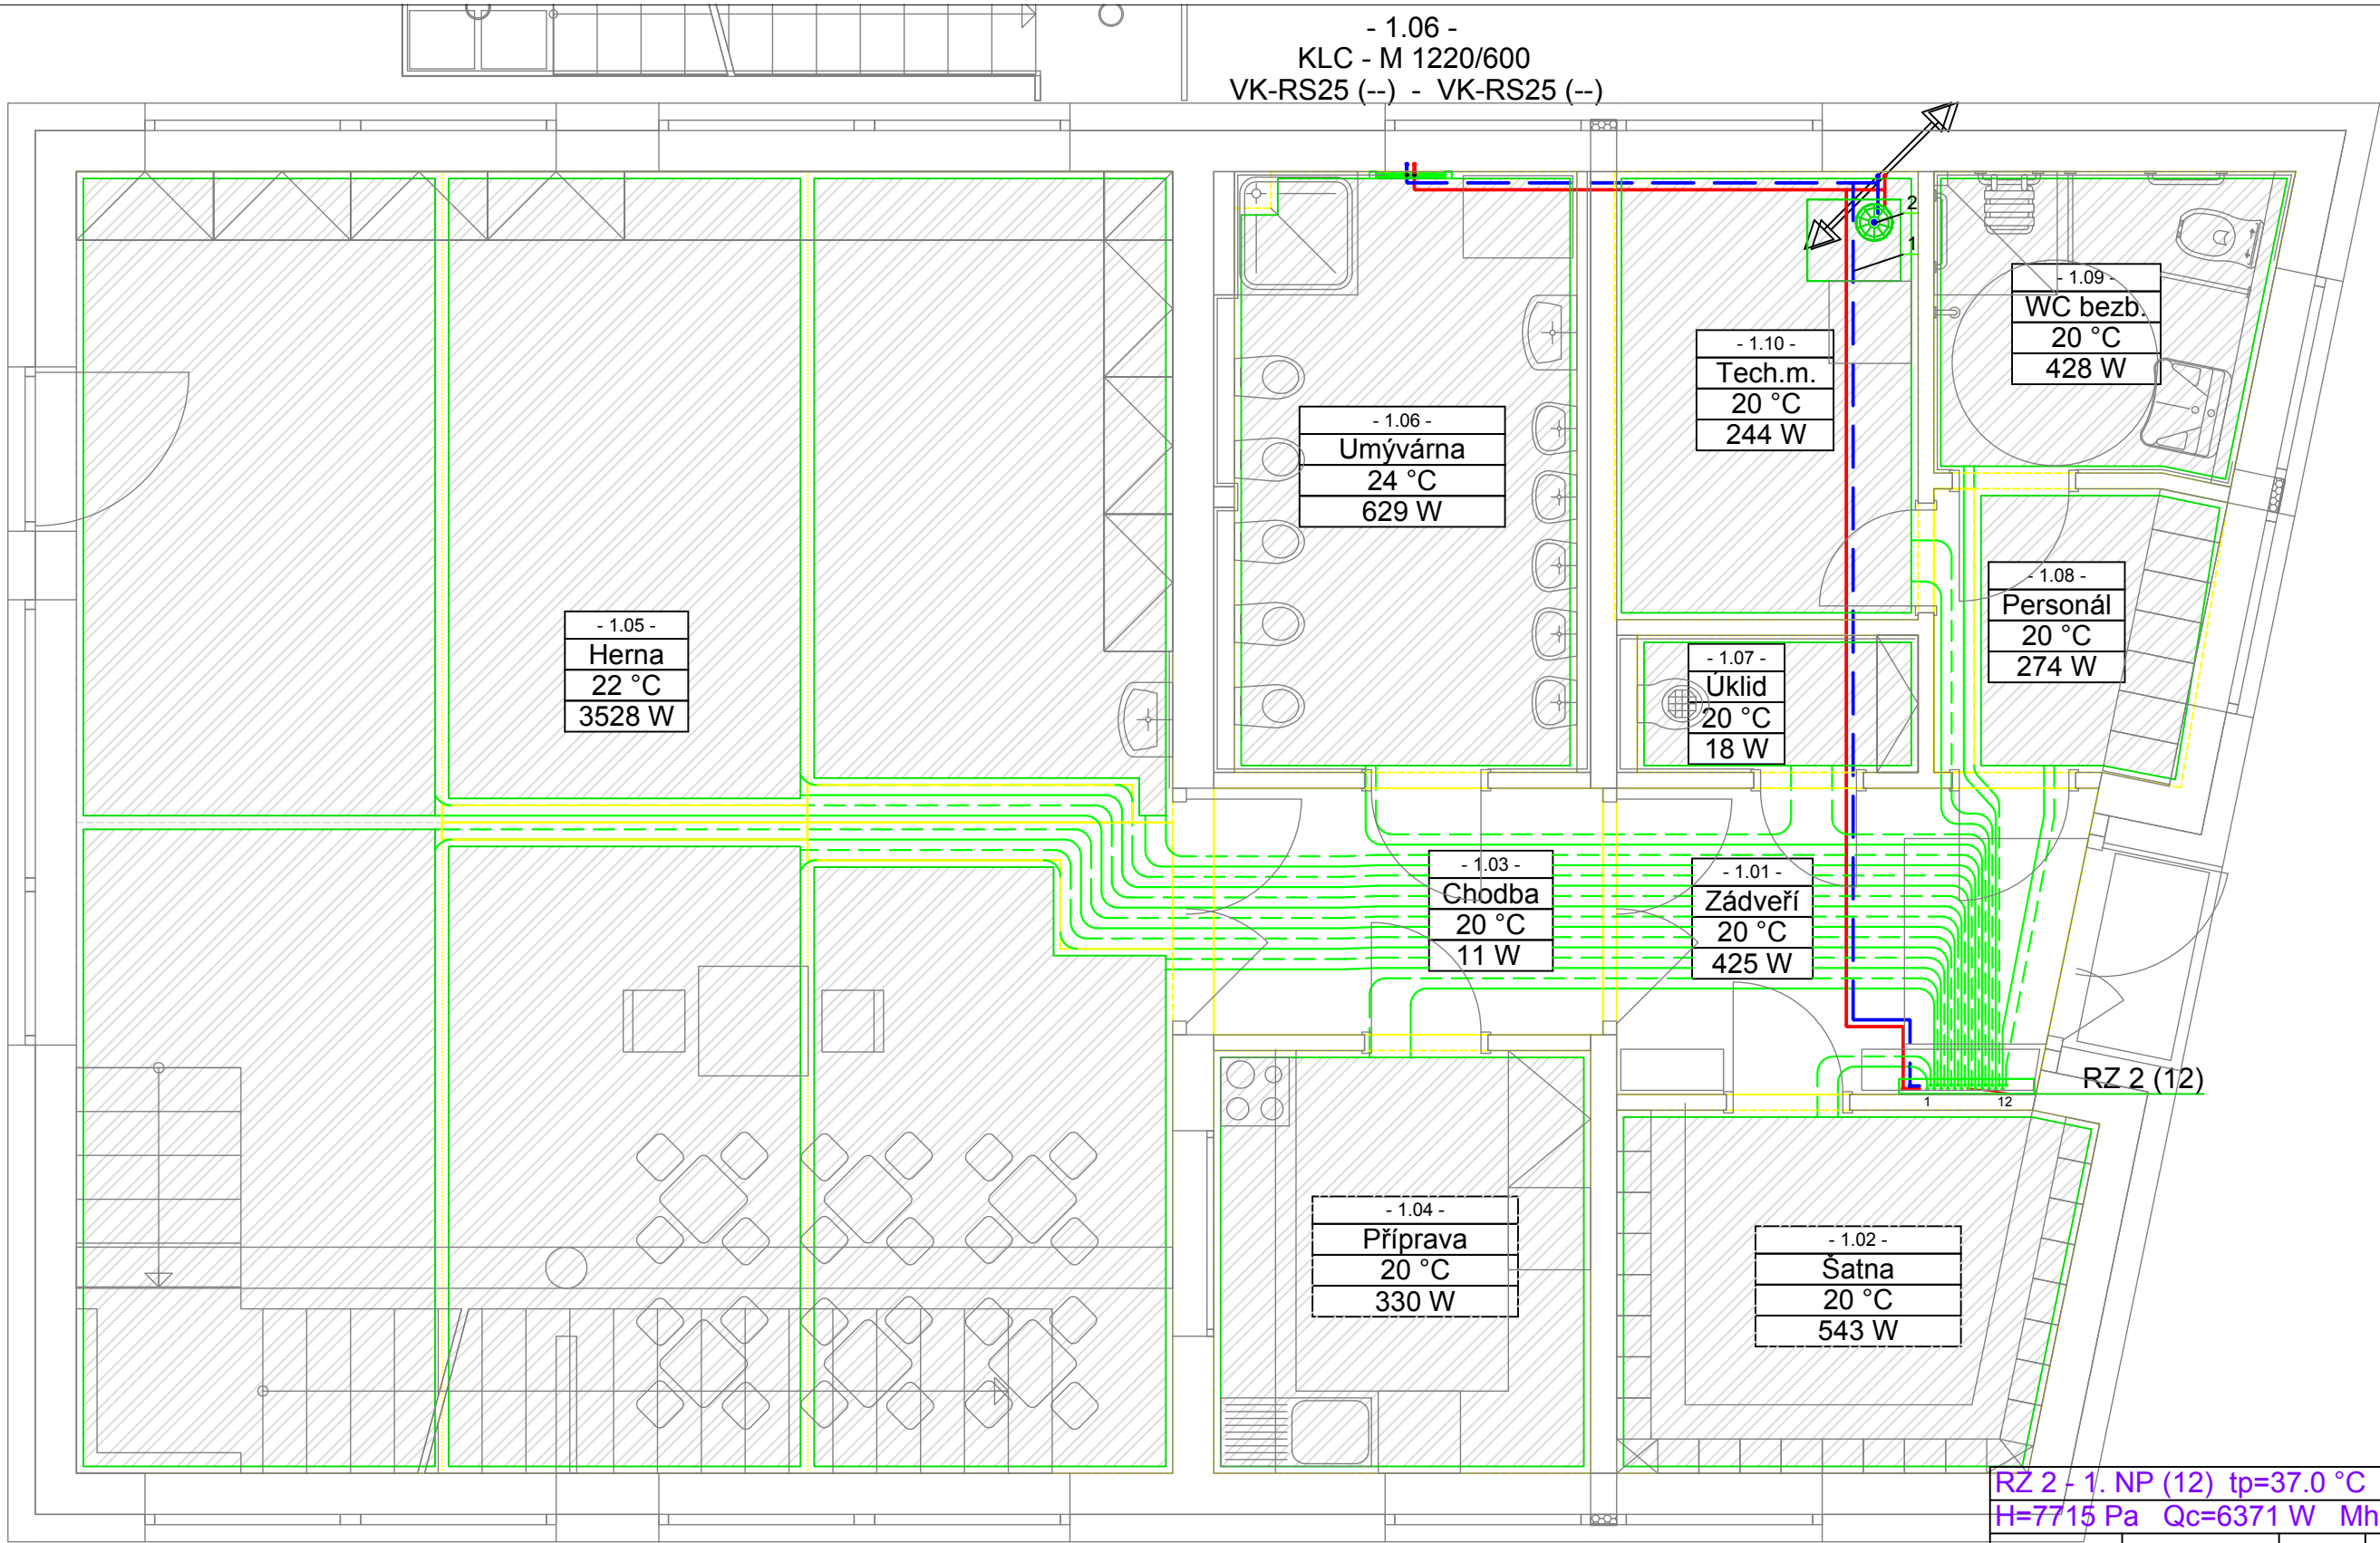 - 1.06 -
KLC - M 1220/600
VK-RS25 (--) - VK-RS25 (--)
2
1
- 1.09 -
WC bezb.
20 °C
428 W
- 1.10 -
Tech.m.
20 °C
244 W
- 1.06 -
Umývárna
24 °C
629 W
- 1.08 -
Personál
20 °C
274 W
- 1.05 -
Herna
22 °C
3528 W
- 1.07 -
Úklid
20 °C
18 W
- 1.03 -
Chodba
20 °C
11 W
- 1.01 -
Zádveří
20 °C
425 W
RZ 2 (12)
1
12
- 1.04 -
Příprava
20 °C
330 W
- 1.02 -
Šatna
20 °C
543 W
RZ 2 - 1. NP (12) tp=37.0 °C
H=7715 Pa Qc=6371 W Mh